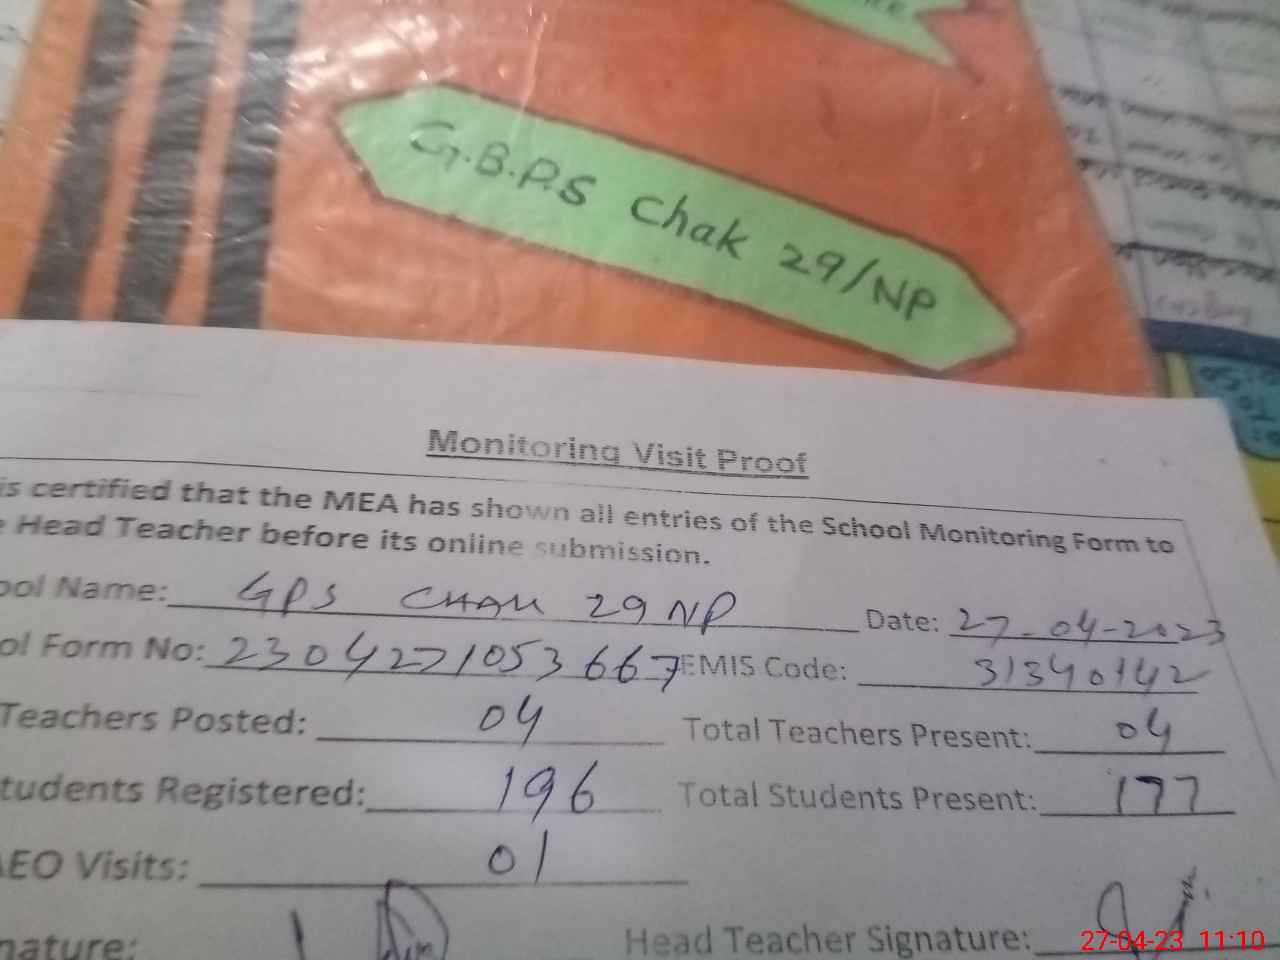 G.B.P.S Chak 29/NP
Monitoring Visit Proof
is certified that the MEA has shown all entries of the School Monitoring Form to
e Head Teacher before its online submission.
ool Name: GPS CHAK 29 NP Date: 27-04-2023
ol Form No: 2304271053667 EMIS Code: 31340142
Teachers Posted: 04 Total Teachers Present: 04
tudents Registered: 196 Total Students Present: 177
AEO Visits: 01
nature: Head Teacher Signature:
27-04-23 11:10